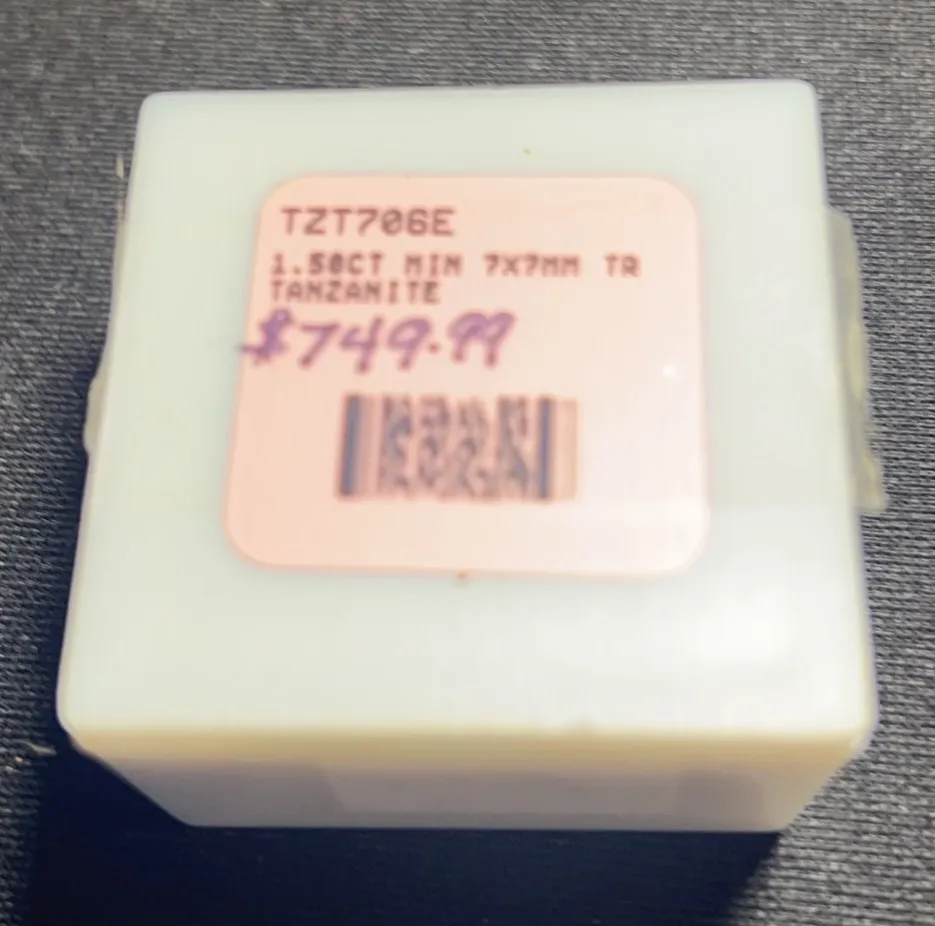 TZT706E
1.50CT MIN 7X7MM TR
TANZANITE
$749.99